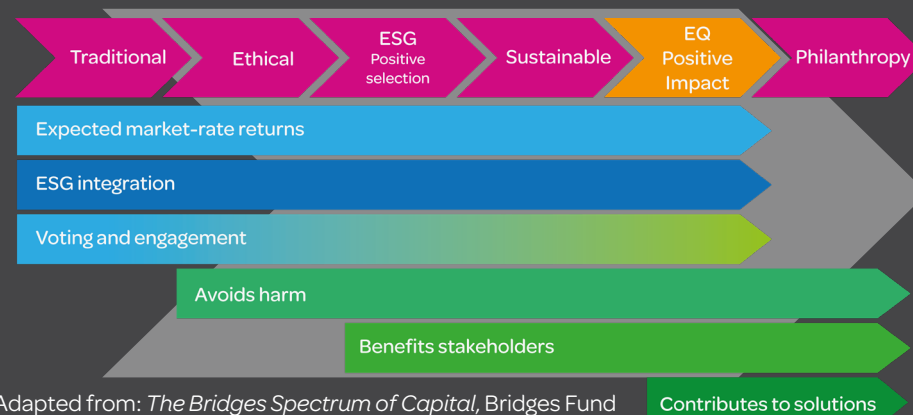 Traditional
Ethical
ESG
Positive
selection
Sustainable
EQ
Positive
Impact
Philanthropy
Expected market-rate returns
ESG integration
Voting and engagement
Avoids harm
Benefits stakeholders
Adapted from: The Bridges Spectrum of Capital, Bridges Fund
Contributes to solutions